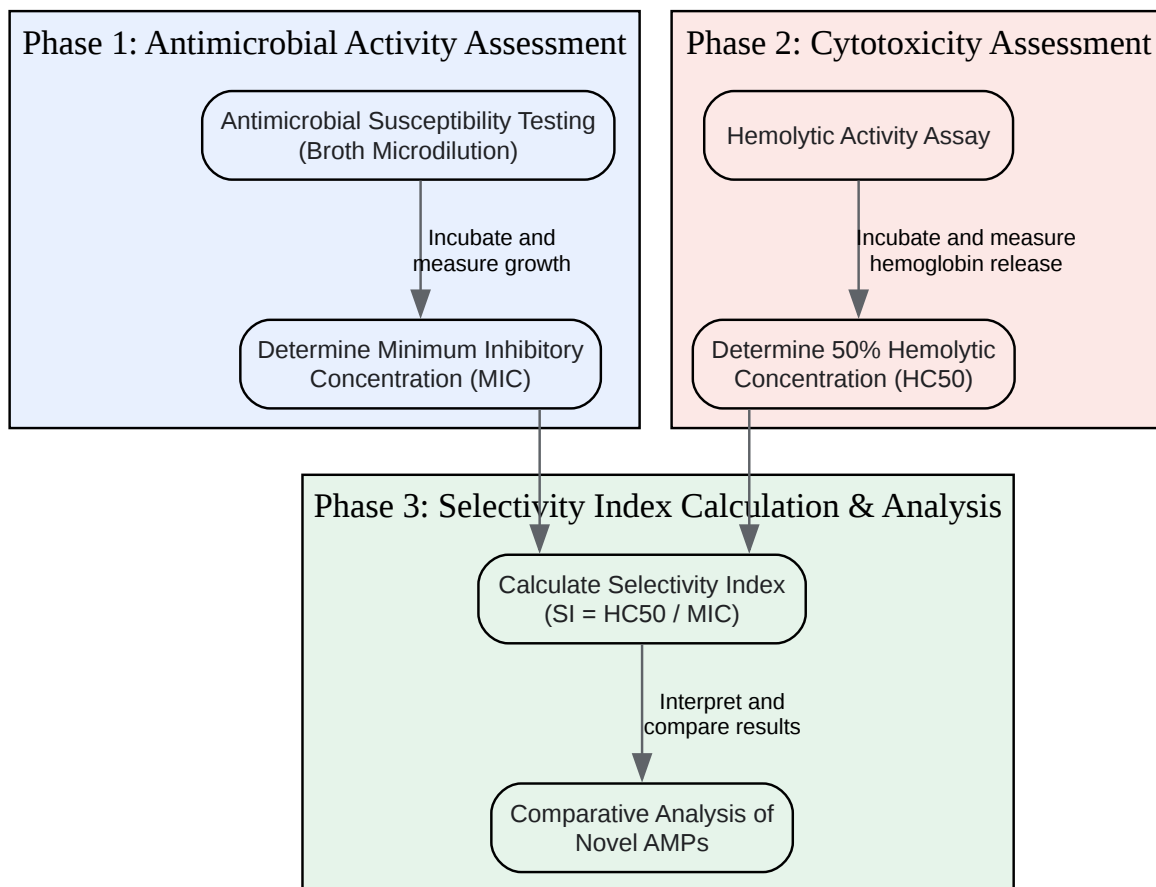 Phase 1: Antimicrobial Activity Assessment
Antimicrobial Susceptibility Testing
(Broth Microdilution)
Incubate and
measure growth
Determine Minimum Inhibitory
Concentration (MIC)
Phase 2: Cytotoxicity Assessment
Hemolytic Activity Assay
Incubate and measure
hemoglobin release
Determine 50% Hemolytic
Concentration (HC50)
Phase 3: Selectivity Index Calculation & Analysis
Calculate Selectivity Index
(SI = HC50 / MIC)
Interpret and
compare results
Comparative Analysis of
Novel AMPs